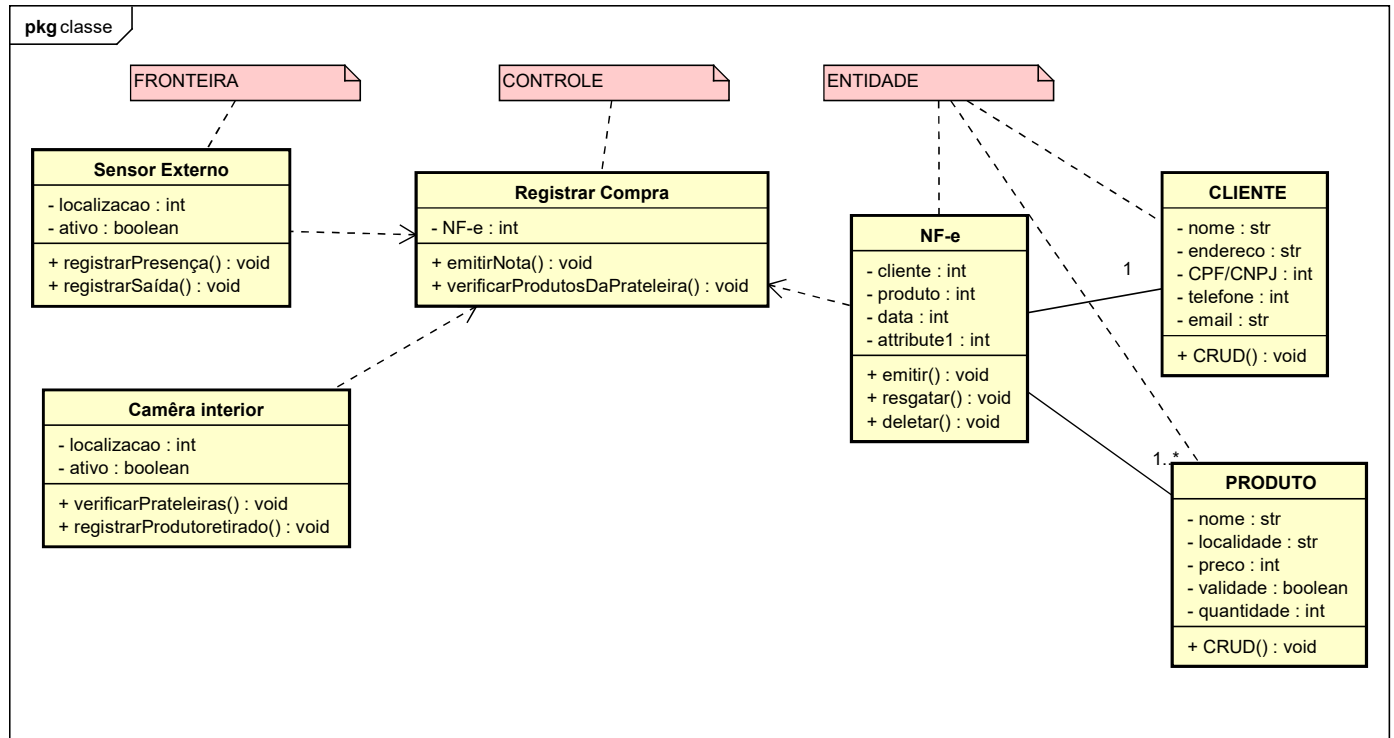 pkg classe
FRONTEIRA
CONTROLE
ENTIDADE
Sensor Externo
- localizacao : int
- ativo : boolean
+ registrarPresença() : void
+ registrarSaída() : void
Registrar Compra
- NF-e : int
+ emitirNota() : void
+ verificarProdutosDaPrateleira() : void
NF-e
- cliente : int
- produto : int
- data : int
- attribute1 : int
+ emitir() : void
+ resgatar() : void
+ deletar() : void
CLIENTE
- nome : str
- endereco : str
- CPF/CNPJ : int
- telefone : int
- email : str
+ CRUD() : void
1
Camêra interior
- localizacao : int
- ativo : boolean
+ verificarPrateleiras() : void
+ registrarProdutoretirado() : void
1..*
PRODUTO
- nome : str
- localidade : str
- preco : int
- validade : boolean
- quantidade : int
+ CRUD() : void